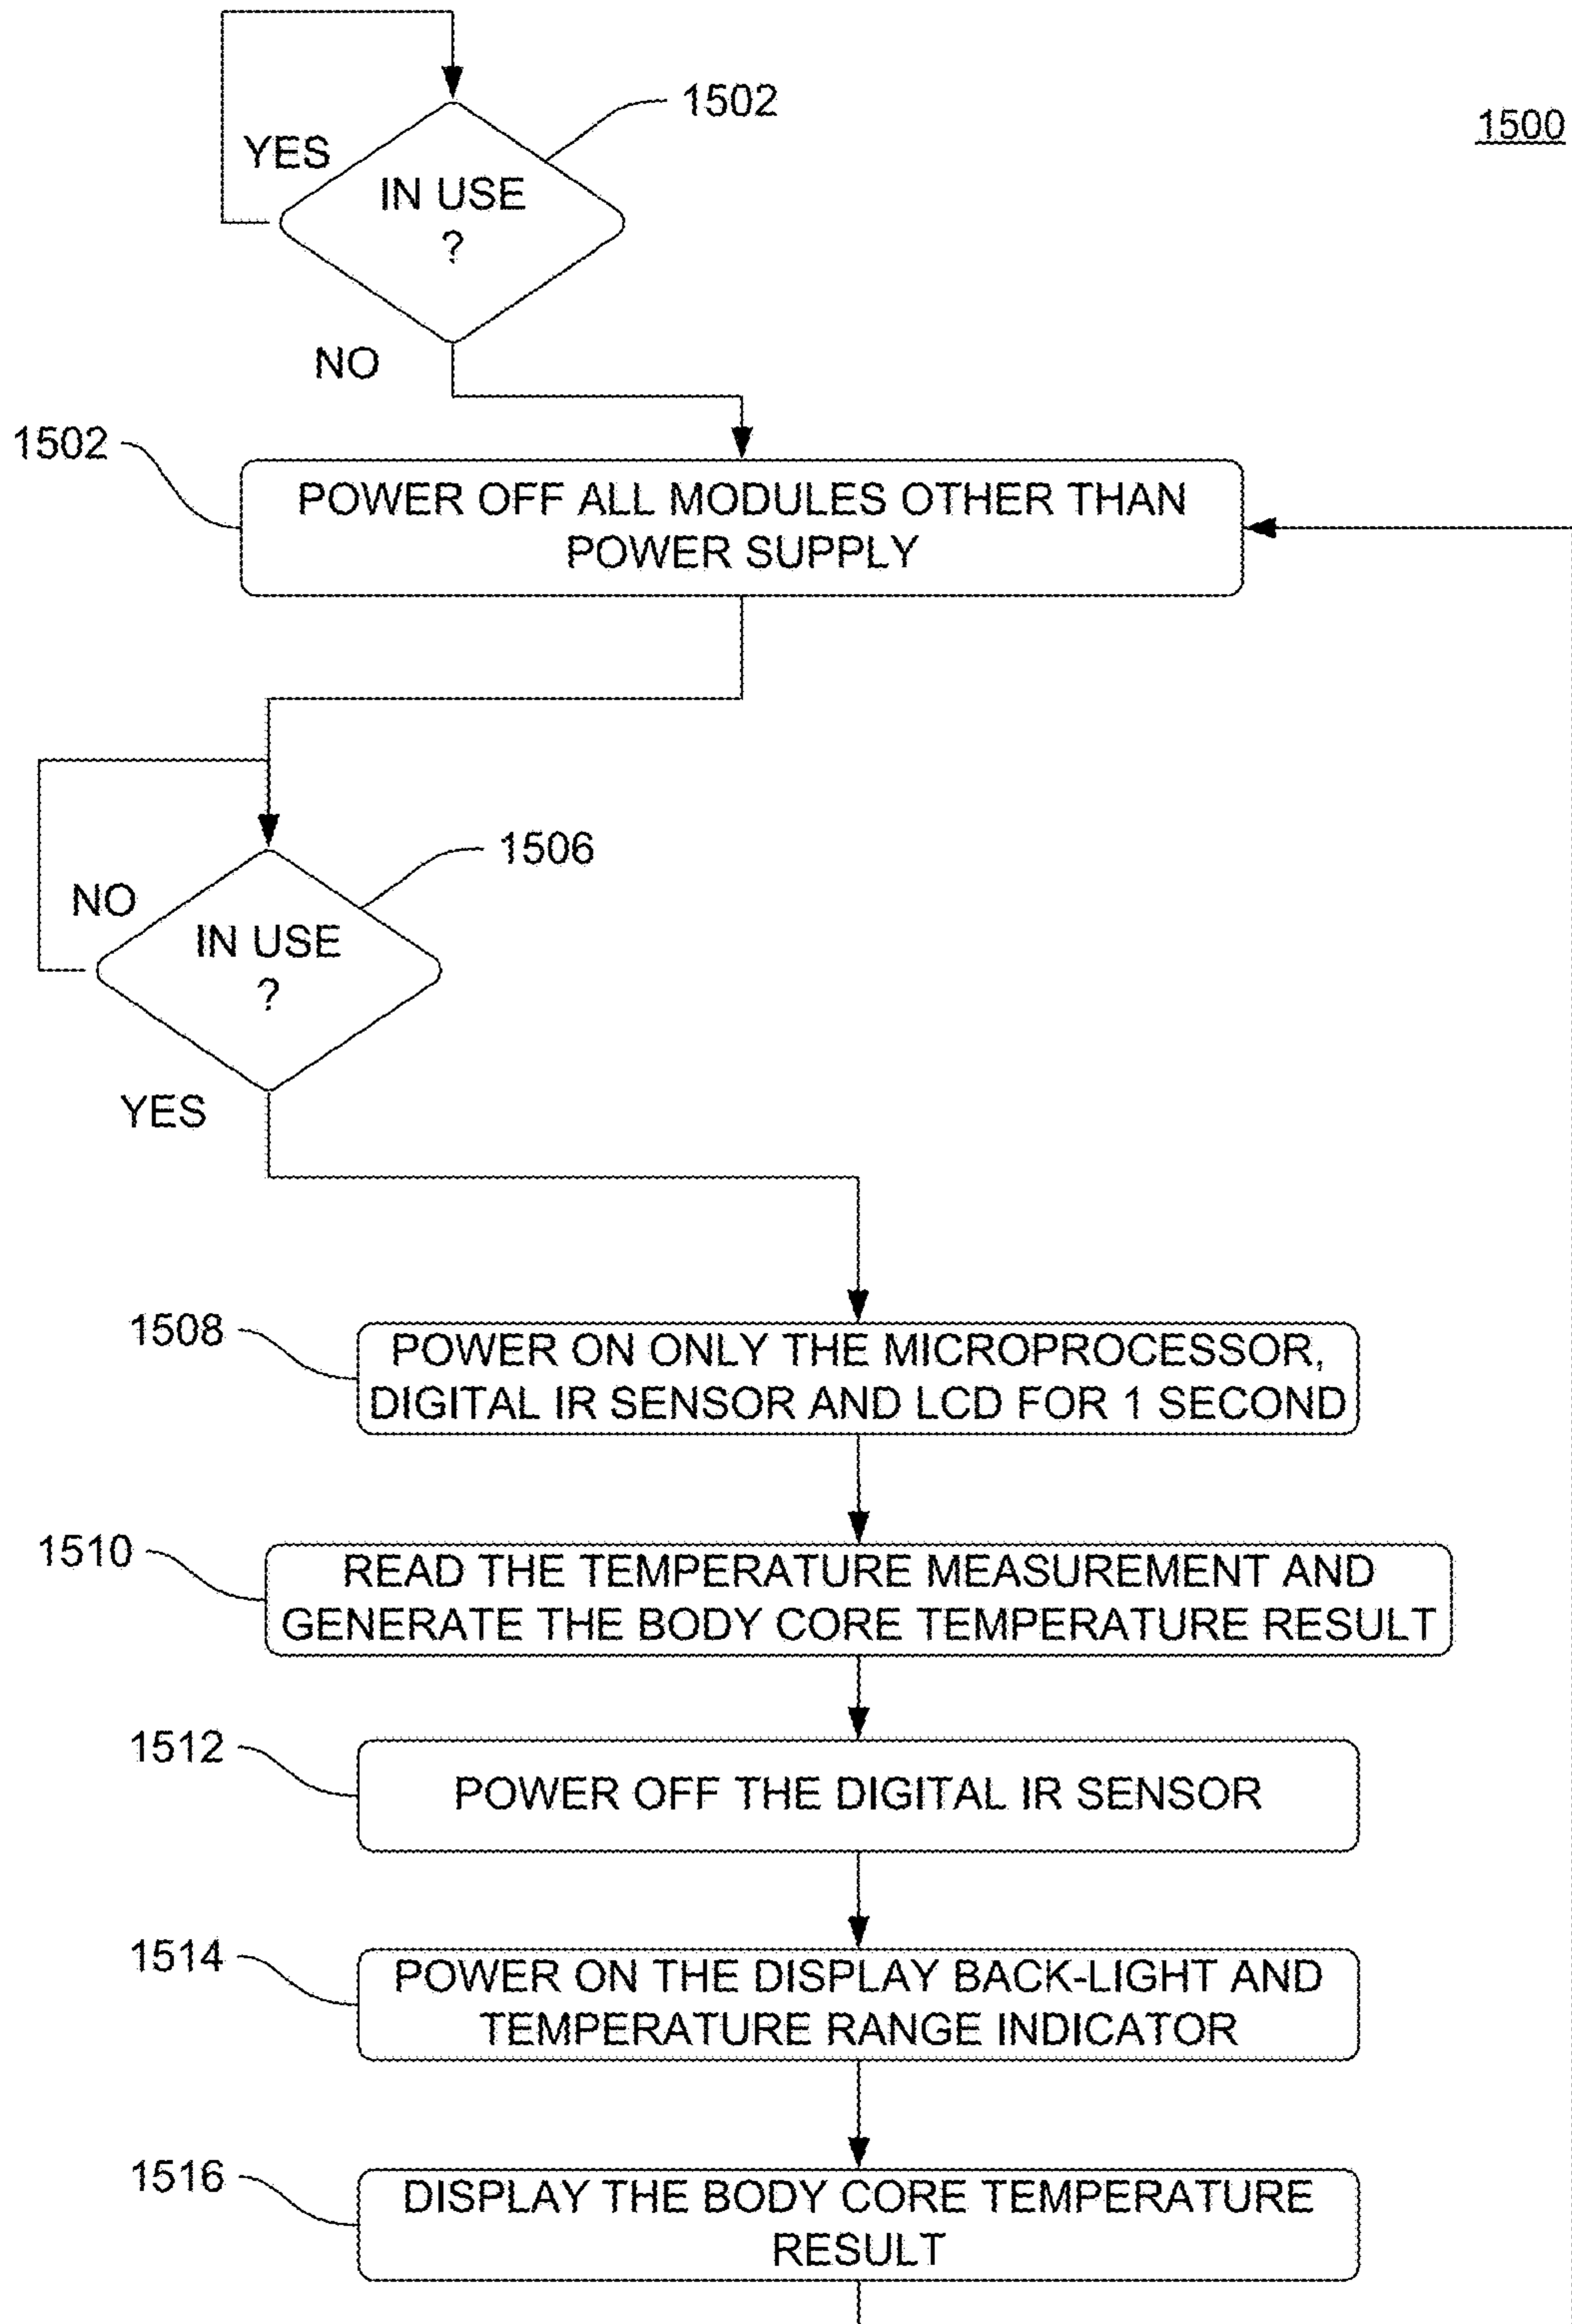 1500
1502
YES
IN USE
?
NO
1502
POWER OFF ALL MODULES OTHER THAN
POWER SUPPLY
1506
NO
IN USE
?
YES
1508
POWER ON ONLY THE MICROPROCESSOR,
DIGITAL IR SENSOR AND LCD FOR 1 SECOND
1510
READ THE TEMPERATURE MEASUREMENT AND
GENERATE THE BODY CORE TEMPERATURE RESULT
1512
POWER OFF THE DIGITAL IR SENSOR
1514
POWER ON THE DISPLAY BACK-LIGHT AND
TEMPERATURE RANGE INDICATOR
1516
DISPLAY THE BODY CORE TEMPERATURE
RESULT